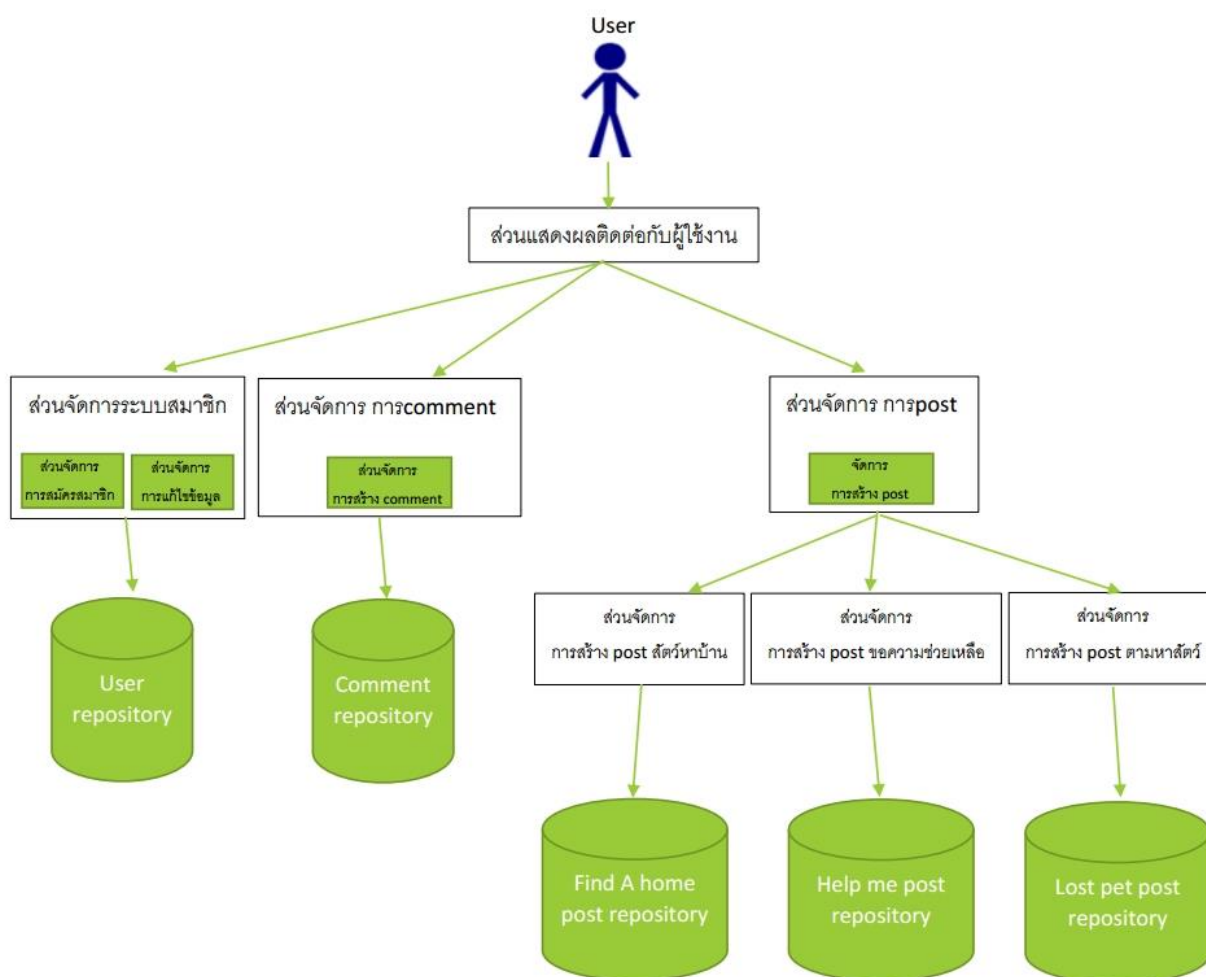 User
ส่วนแสดงผลติดต่อกับผู้ใช้งาน
ส่วนจัดการระบบสมาชิก
ส่วนจัดการ
การสมัครสมาชิก
ส่วนจัดการ
การแก้ไขข้อมูล
ส่วนจัดการ การcomment
ส่วนจัดการ
การสร้าง comment
ส่วนจัดการ การpost
จัดการ
การสร้าง post
User
repository
Comment
repository
ส่วนจัดการ
การสร้าง post สัตว์หาบ้าน
ส่วนจัดการ
การสร้าง post ขอความช่วยเหลือ
ส่วนจัดการ
การสร้าง post ตามหาสัตว์
Find A home
post repository
Help me post
repository
Lost pet post
repository